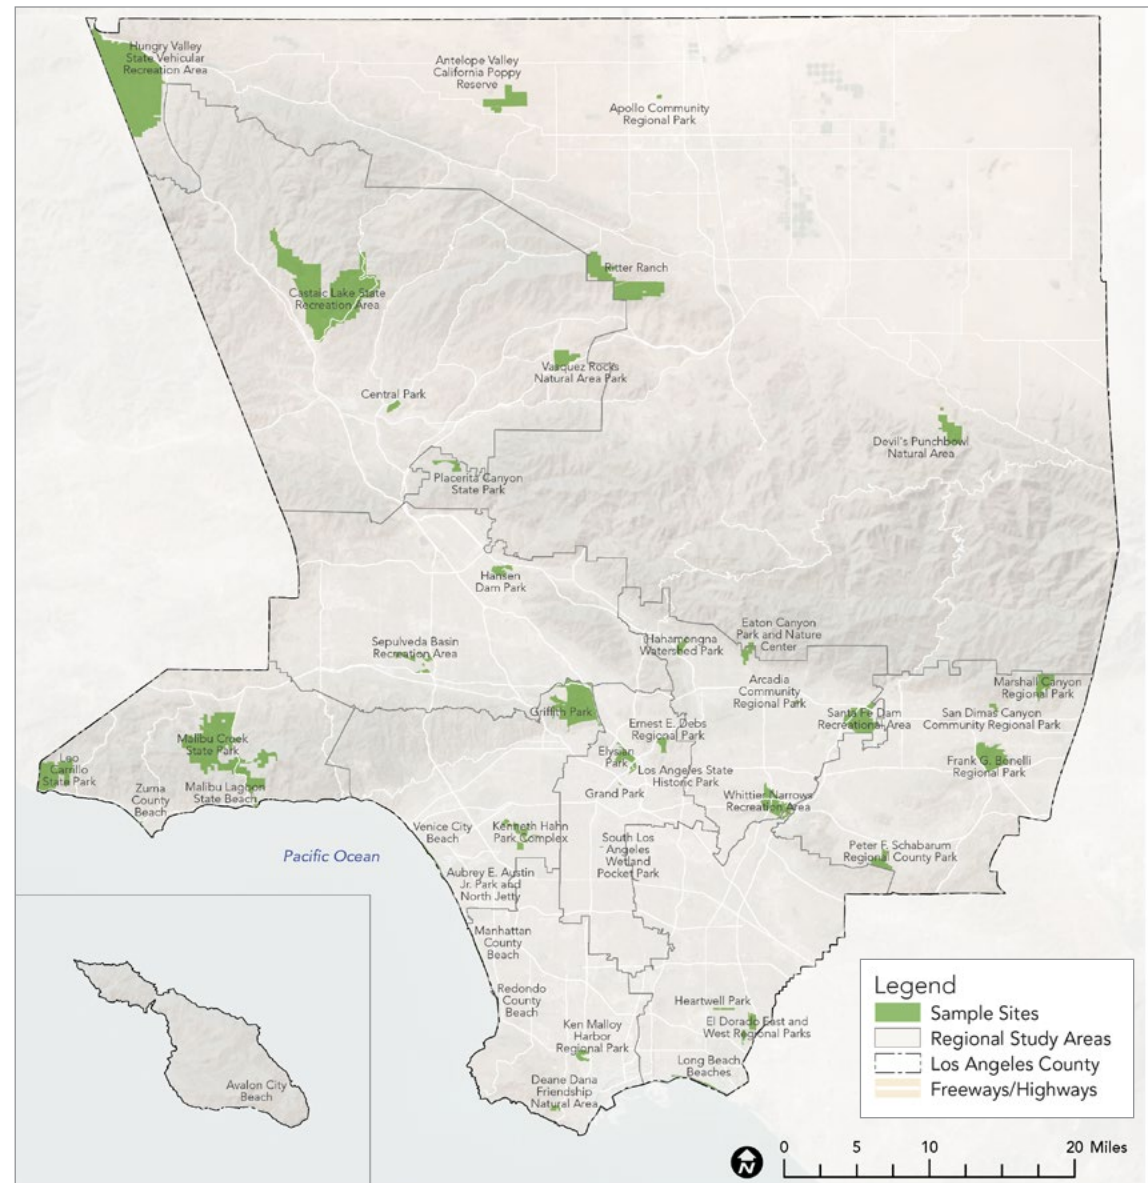 Hungry Valley
State Vehicular
Recreation Area
Antelope Valley
California Poppy
Reserve
Apollo Community
Regional Park
Ritter Ranch
Castaic Lake State
Recreation Area
Vasquez Rocks
Natural Area Park
Central Park
Devil's Punchbowl
Natural Area
Placerita Canyon
State Park
Hansen
Dam Park
Sepulveda Basin
Recreation Area
Hahamongna
Watershed Park
Eaton Canyon
Park and Nature
Center
Arcadia
Community
Regional Park
Marshall Canyon
Regional Park
Santa Fe Dam
Recreational Area
San Dimas Canyon
Community Regional Park
Griffith Park
Ernest E. Debs
Regional Park
Malibu Creek
State Park
Elysian
Park
Frank G. Bonelli
Regional Park
Leo
Carrillo
State Park
Los Angeles State
Historic Park
Zuma
County
Beach
Malibu Lagoon
State Beach
Grand Park
Whittier Narrows
Recreation Area
Venice City
Beach
Kenneth Hahn
Park Complex
South Los
Angeles
Wetland
Pocket Park
Peter F. Schabarum
Regional County Park
Pacific Ocean
Aubrey E. Austin
Jr. Park and
North Jetty
Manhattan
County
Beach
Redondo
County
Beach
Heartwell Park
El Dorado East and
West Regional Parks
Ken Malloy
Harbor
Regional Park
Long Beach
Beaches
Deane Dana
Friendship
Natural Area
Avalon City
Beach
Legend
Sample Sites
Regional Study Areas
Los Angeles County
Freeways/Highways
N
0 5 10 20 Miles